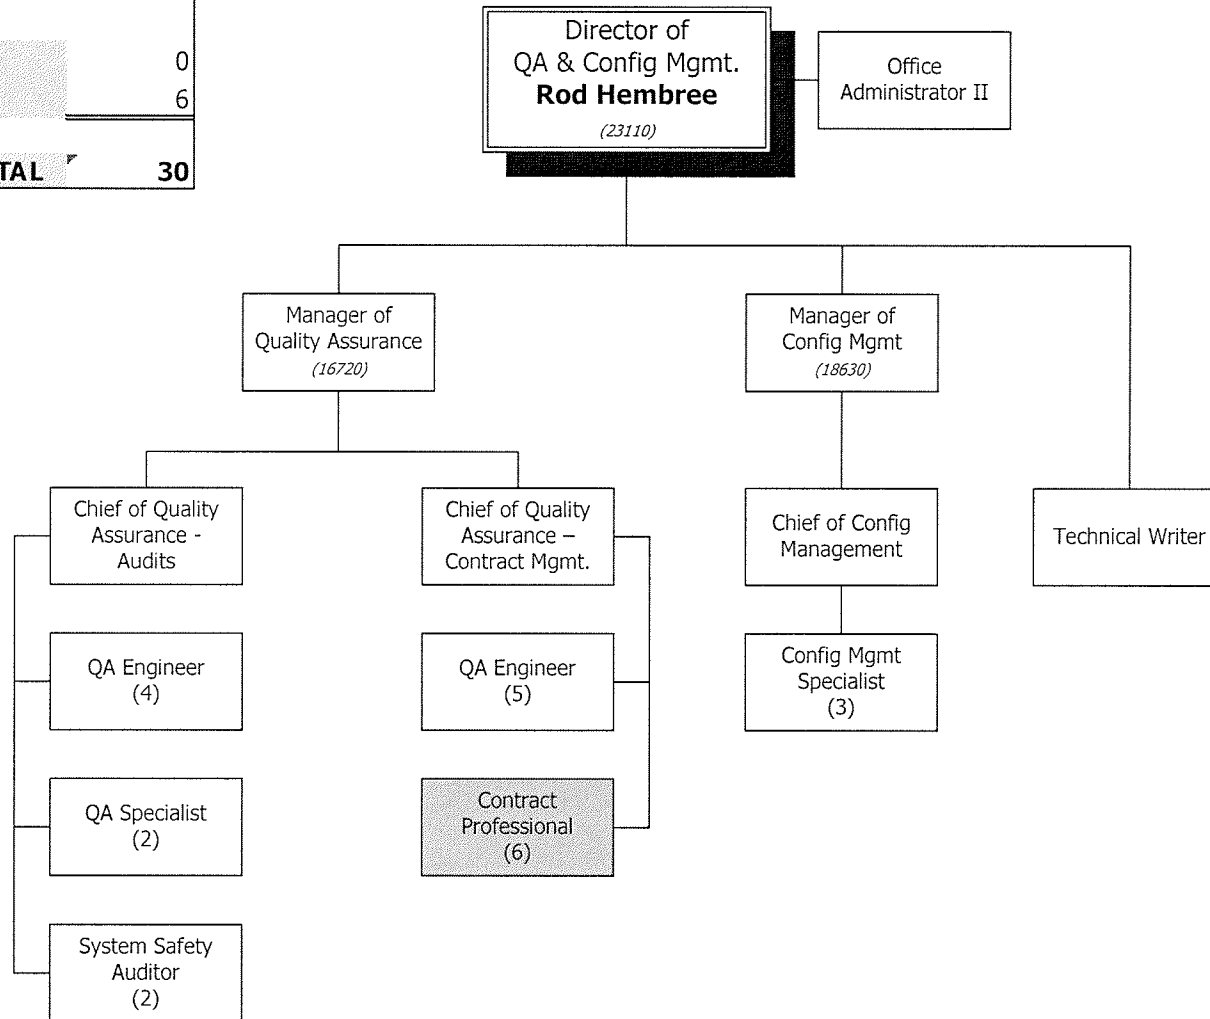 0
6
TAL 30
Director of
QA & Config Mgmt.
Rod Hembree
(23110)
Office
Administrator II
Manager of
Quality Assurance
(16720)
Manager of
Config Mgmt
(18630)
Chief of Quality
Assurance -
Audits
Chief of Quality
Assurance –
Contract Mgmt.
Chief of Config
Management
Technical Writer
QA Engineer
(4)
QA Engineer
(5)
Config Mgmt
Specialist
(3)
QA Specialist
(2)
Contract
Professional
(6)
System Safety
Auditor
(2)